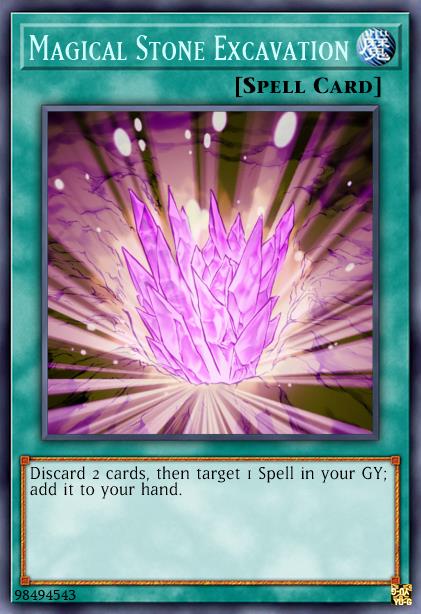 Magical Stone Excavation
魔
[Spell Card]
Discard 2 cards, then target 1 Spell in your GY;
add it to your hand.
98494543